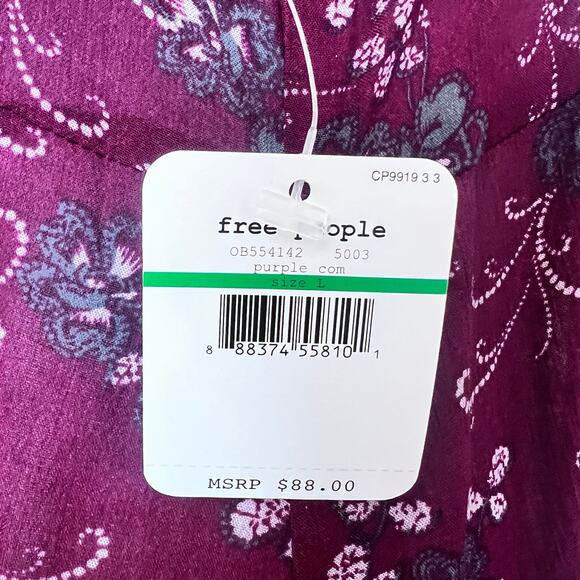 CP9919 3 3
free people
OB554142 5003
purple com
size L
8 88374 55810 1
MSRP $88.00